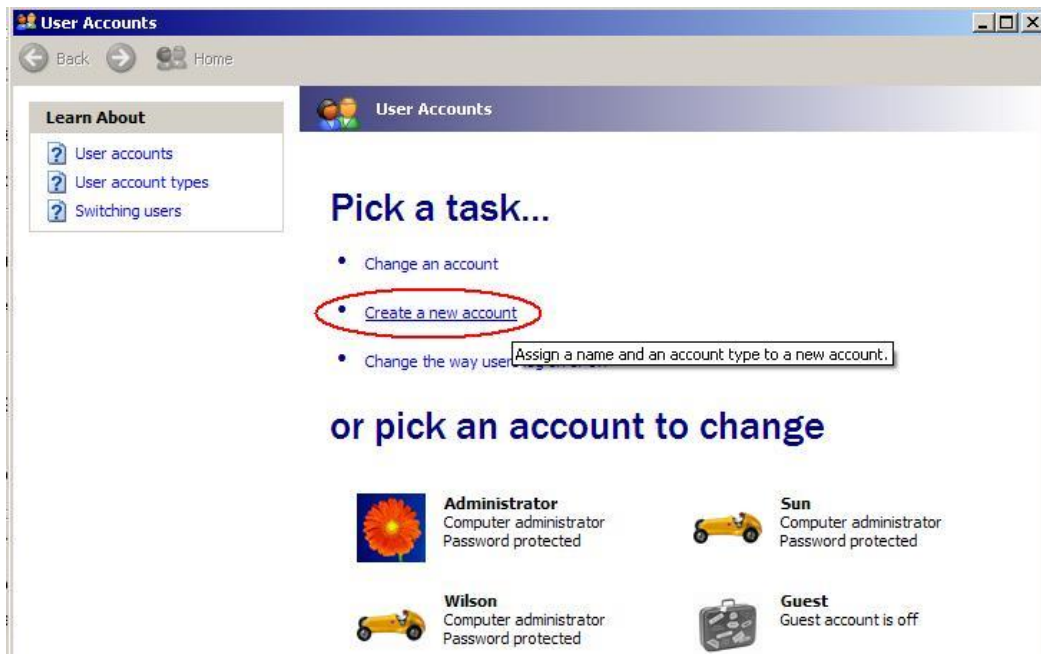 User Accounts
Back Home
Learn About
User accounts
User account types
Switching users
User Accounts
Pick a task...
Change an account
Create a new account
Assign a name and an account type to a new account.
Change the way users
or pick an account to change
Administrator
Computer administrator
Password protected
Sun
Computer administrator
Password protected
Wilson
Computer administrator
Password protected
Guest
Guest account is off